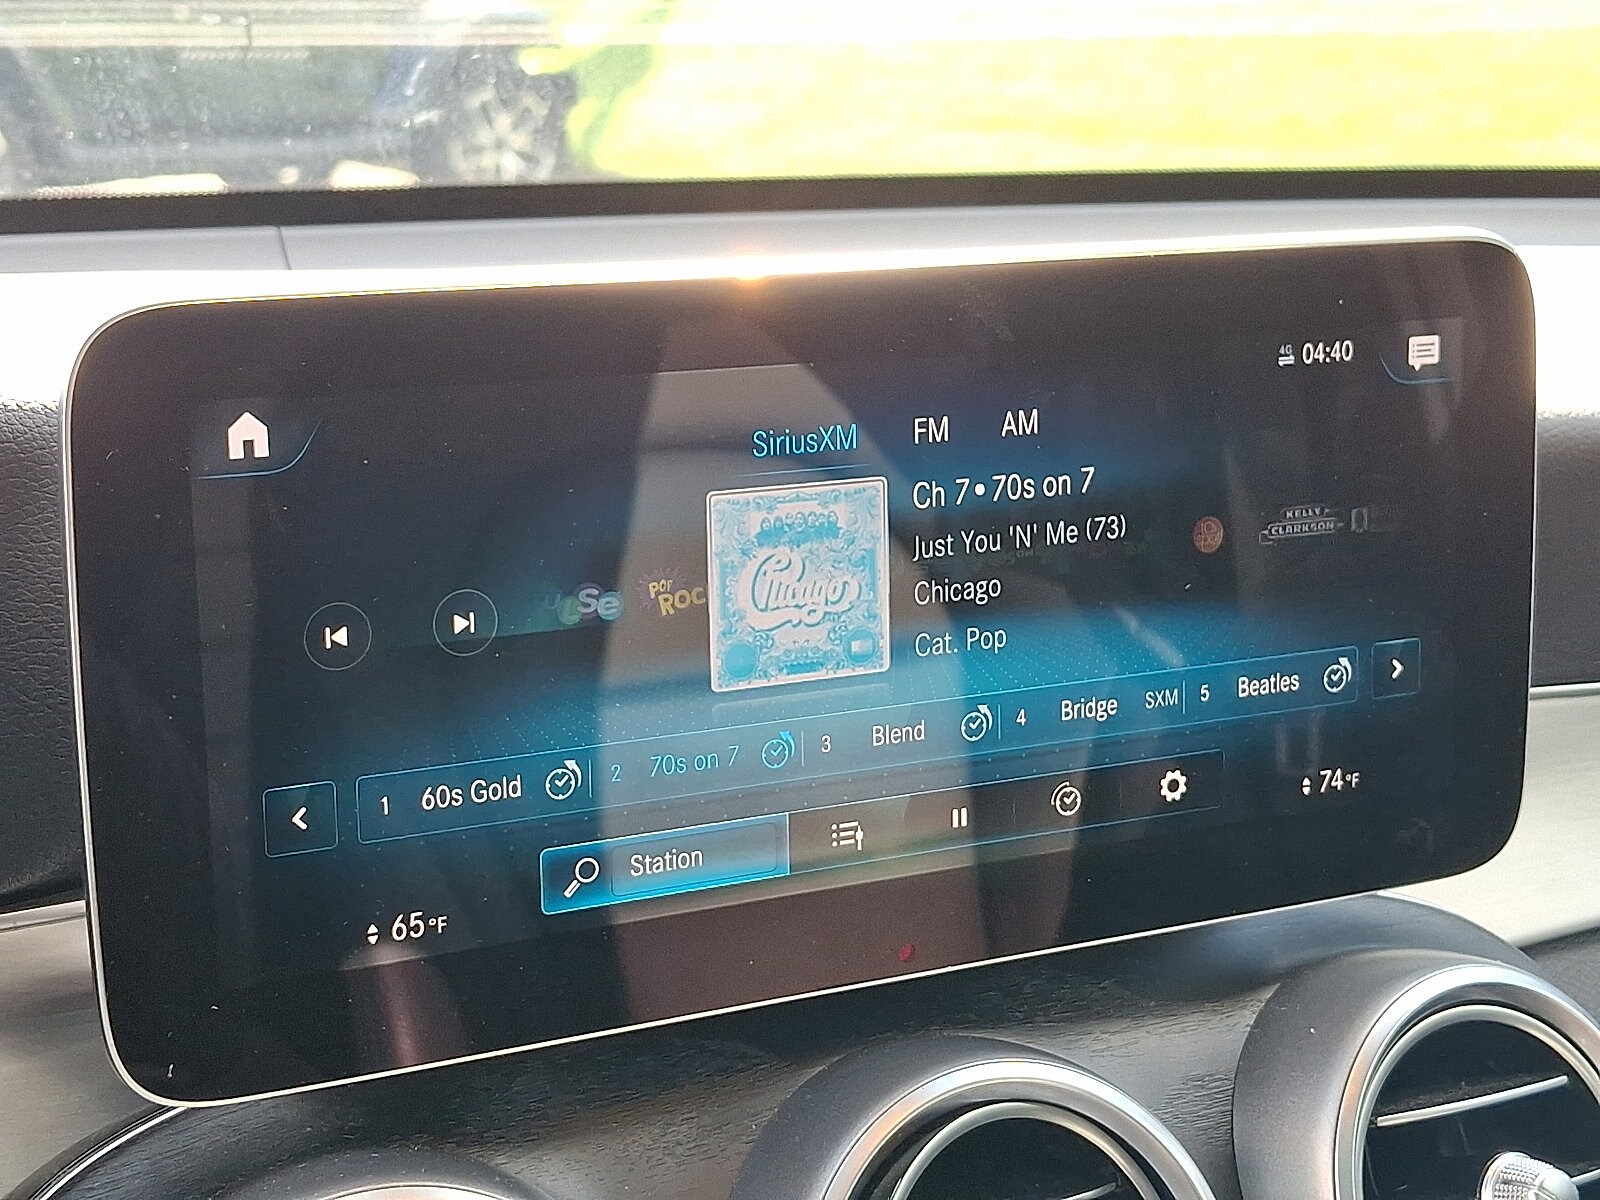 4G 04:40
SiriusXM FM AM
Ch 7 • 70s on 7
Just You 'N' Me (73)
Chicago
Cat. Pop
Chicago
KELLY
CLARKSON
1 60s Gold 2 70s on 7 3 Blend 4 Bridge SXM 5 Beatles
Station
65°F
74°F